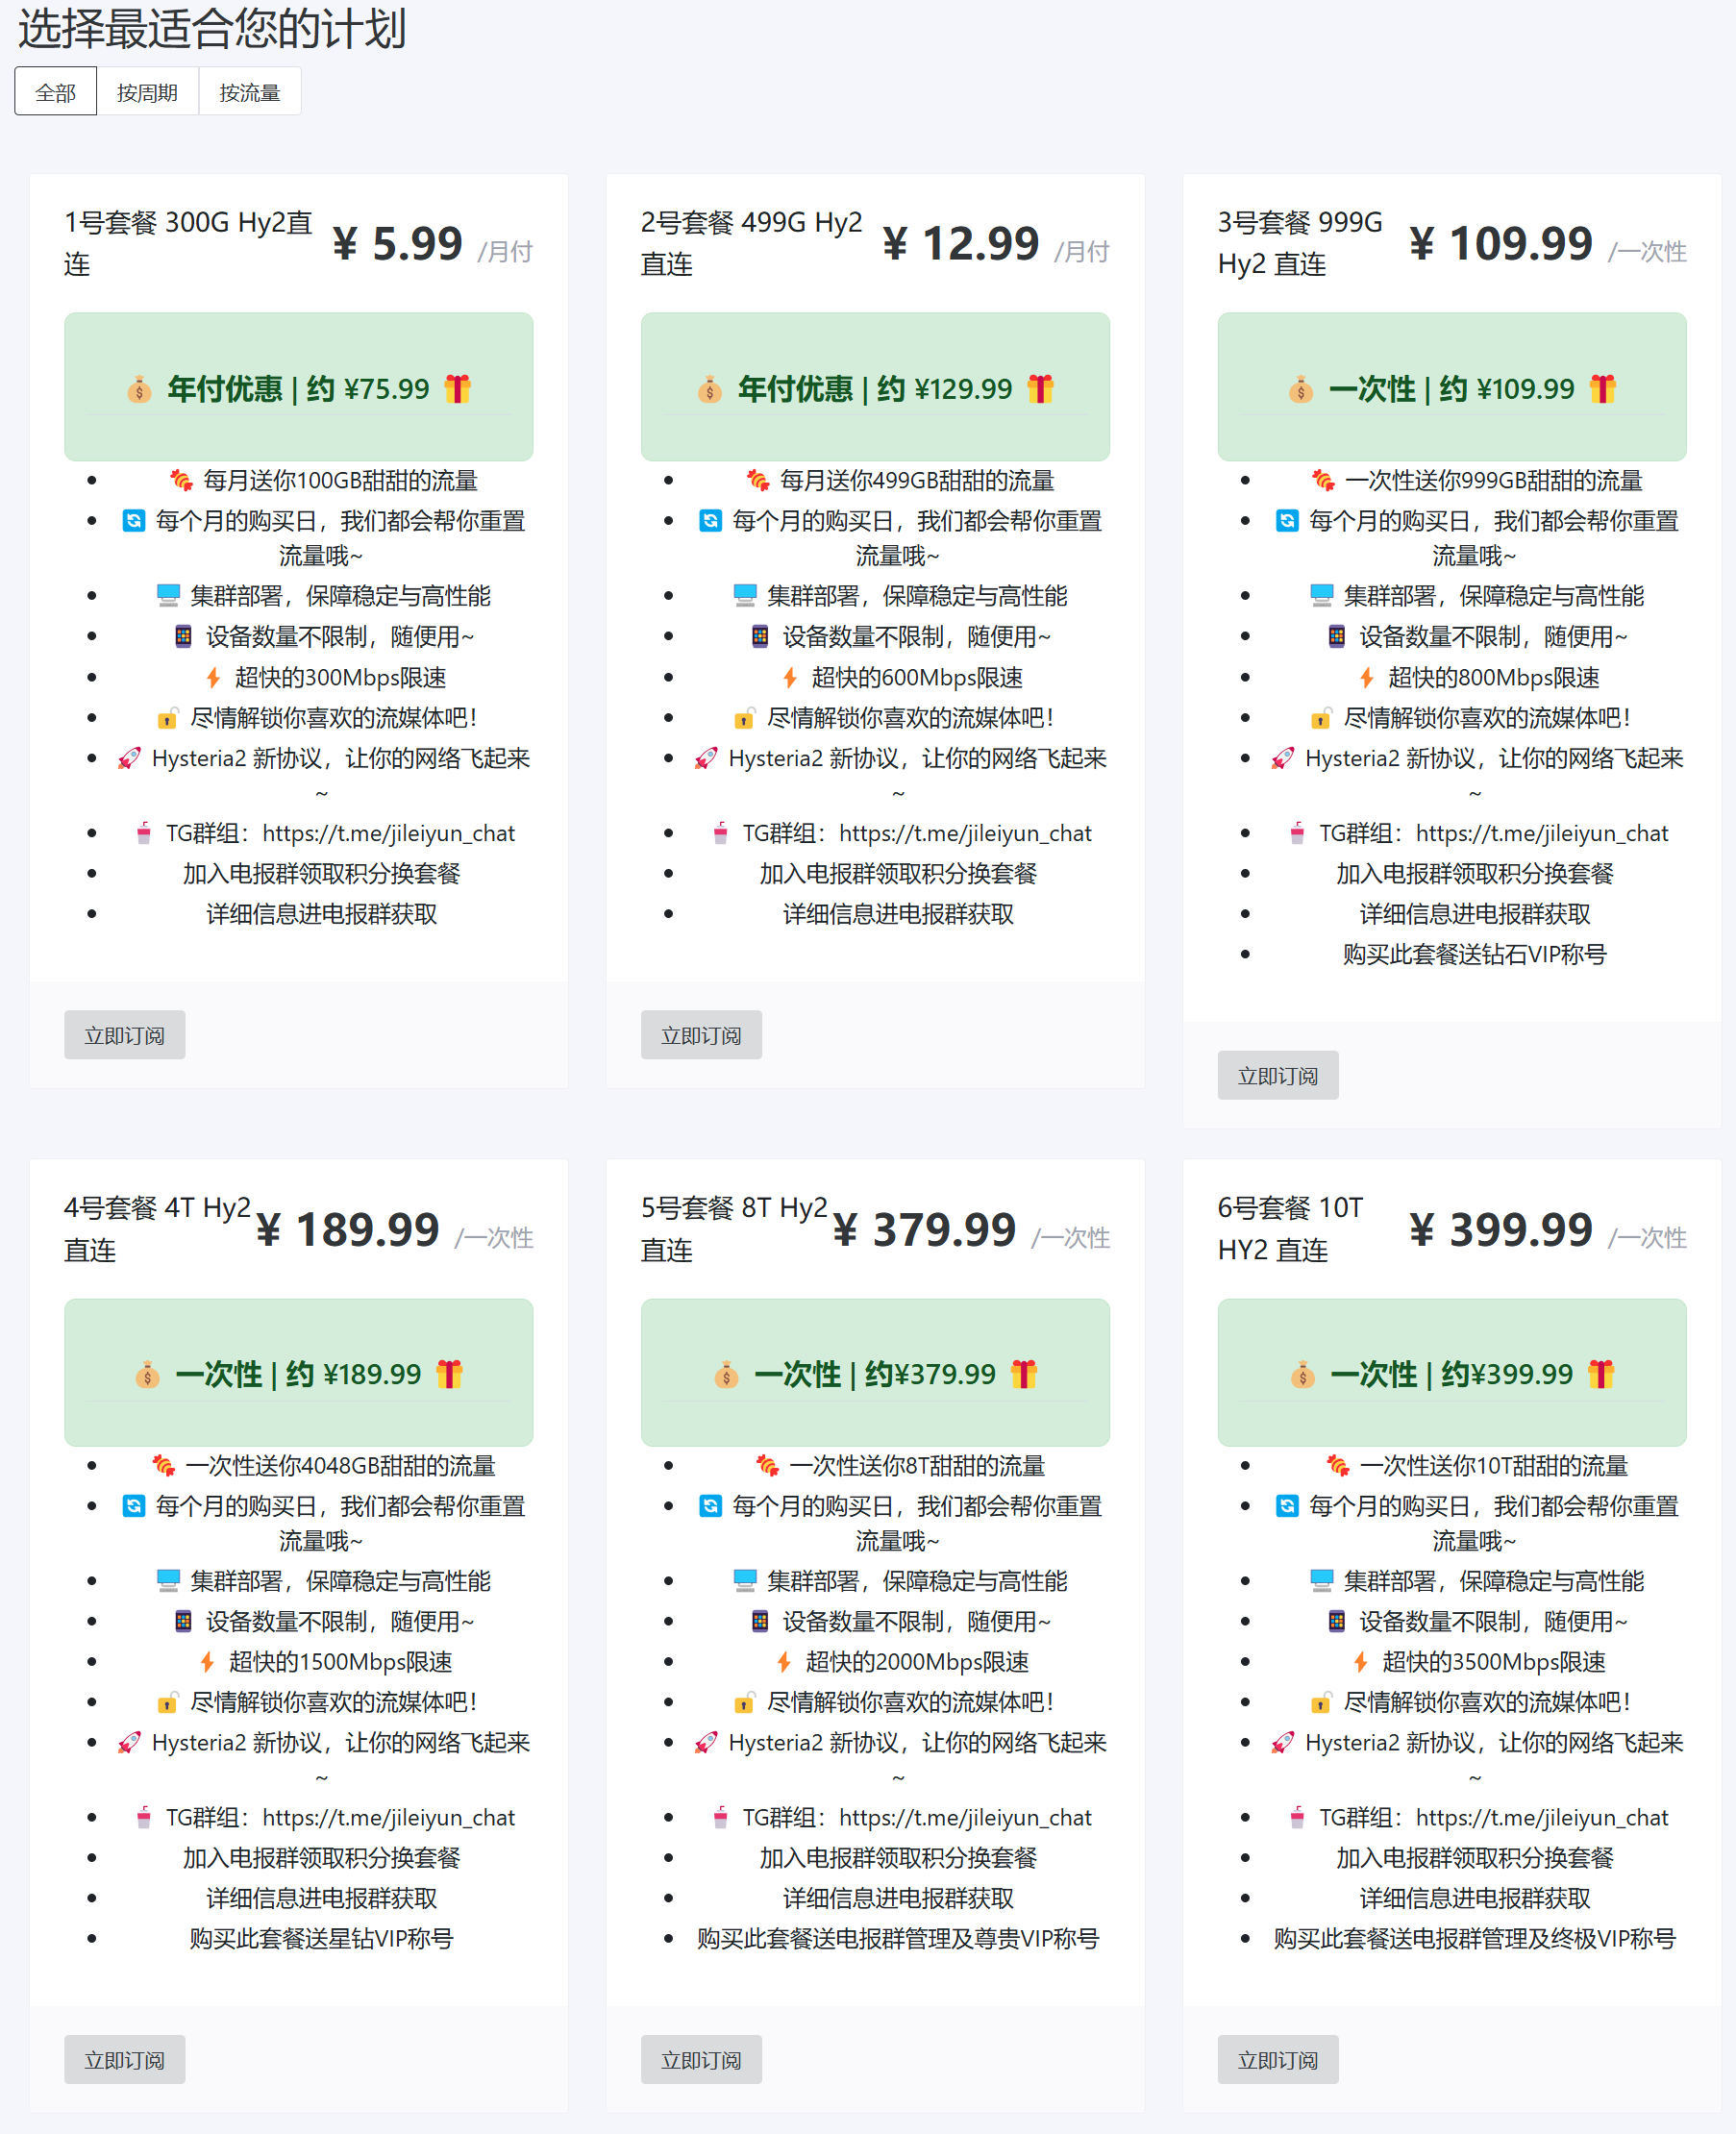 选择最适合您的计划
全部 按周期 按流量
1号套餐 300G Hy2直
连
¥ 5.99 /月付
💰 年付优惠 | 约 ¥75.99 🎁
🍬 每月送你100GB甜甜的流量
🔄 每个月的购买日，我们都会帮你重置
流量哦~
🖥️ 集群部署，保障稳定与高性能
📱 设备数量不限制，随便用~
⚡ 超快的300Mbps限速
🔓 尽情解锁你喜欢的流媒体吧！
🚀 Hysteria2 新协议，让你的网络飞起来
~
🥤 TG群组：https://t.me/jileiyun_chat
加入电报群领取积分换套餐
详细信息进电报群获取
立即订阅
2号套餐 499G Hy2
直连
¥ 12.99 /月付
💰 年付优惠 | 约 ¥129.99 🎁
🍬 每月送你499GB甜甜的流量
🔄 每个月的购买日，我们都会帮你重置
流量哦~
🖥️ 集群部署，保障稳定与高性能
📱 设备数量不限制，随便用~
⚡ 超快的600Mbps限速
🔓 尽情解锁你喜欢的流媒体吧！
🚀 Hysteria2 新协议，让你的网络飞起来
~
🥤 TG群组：https://t.me/jileiyun_chat
加入电报群领取积分换套餐
详细信息进电报群获取
立即订阅
3号套餐 999G
Hy2 直连
¥ 109.99 /一次性
💰 一次性 | 约 ¥109.99 🎁
🍬 一次性送你999GB甜甜的流量
🔄 每个月的购买日，我们都会帮你重置
流量哦~
🖥️ 集群部署，保障稳定与高性能
📱 设备数量不限制，随便用~
⚡ 超快的800Mbps限速
🔓 尽情解锁你喜欢的流媒体吧！
🚀 Hysteria2 新协议，让你的网络飞起来
~
🥤 TG群组：https://t.me/jileiyun_chat
加入电报群领取积分换套餐
详细信息进电报群获取
购买此套餐送钻石VIP称号
立即订阅
4号套餐 4T Hy2
直连
¥ 189.99 /一次性
💰 一次性 | 约 ¥189.99 🎁
🍬 一次性送你4048GB甜甜的流量
🔄 每个月的购买日，我们都会帮你重置
流量哦~
🖥️ 集群部署，保障稳定与高性能
📱 设备数量不限制，随便用~
⚡ 超快的1500Mbps限速
🔓 尽情解锁你喜欢的流媒体吧！
🚀 Hysteria2 新协议，让你的网络飞起来
~
🥤 TG群组：https://t.me/jileiyun_chat
加入电报群领取积分换套餐
详细信息进电报群获取
购买此套餐送星钻VIP称号
立即订阅
5号套餐 8T Hy2
直连
¥ 379.99 /一次性
💰 一次性 | 约¥379.99 🎁
🍬 一次性送你8T甜甜的流量
🔄 每个月的购买日，我们都会帮你重置
流量哦~
🖥️ 集群部署，保障稳定与高性能
📱 设备数量不限制，随便用~
⚡ 超快的2000Mbps限速
🔓 尽情解锁你喜欢的流媒体吧！
🚀 Hysteria2 新协议，让你的网络飞起来
~
🥤 TG群组：https://t.me/jileiyun_chat
加入电报群领取积分换套餐
详细信息进电报群获取
购买此套餐送电报群管理及尊贵VIP称号
立即订阅
6号套餐 10T
HY2 直连
¥ 399.99 /一次性
💰 一次性 | 约¥399.99 🎁
🍬 一次性送你10T甜甜的流量
🔄 每个月的购买日，我们都会帮你重置
流量哦~
🖥️ 集群部署，保障稳定与高性能
📱 设备数量不限制，随便用~
⚡ 超快的3500Mbps限速
🔓 尽情解锁你喜欢的流媒体吧！
🚀 Hysteria2 新协议，让你的网络飞起来
~
🥤 TG群组：https://t.me/jileiyun_chat
加入电报群领取积分换套餐
详细信息进电报群获取
购买此套餐送电报群管理及终极VIP称号
立即订阅